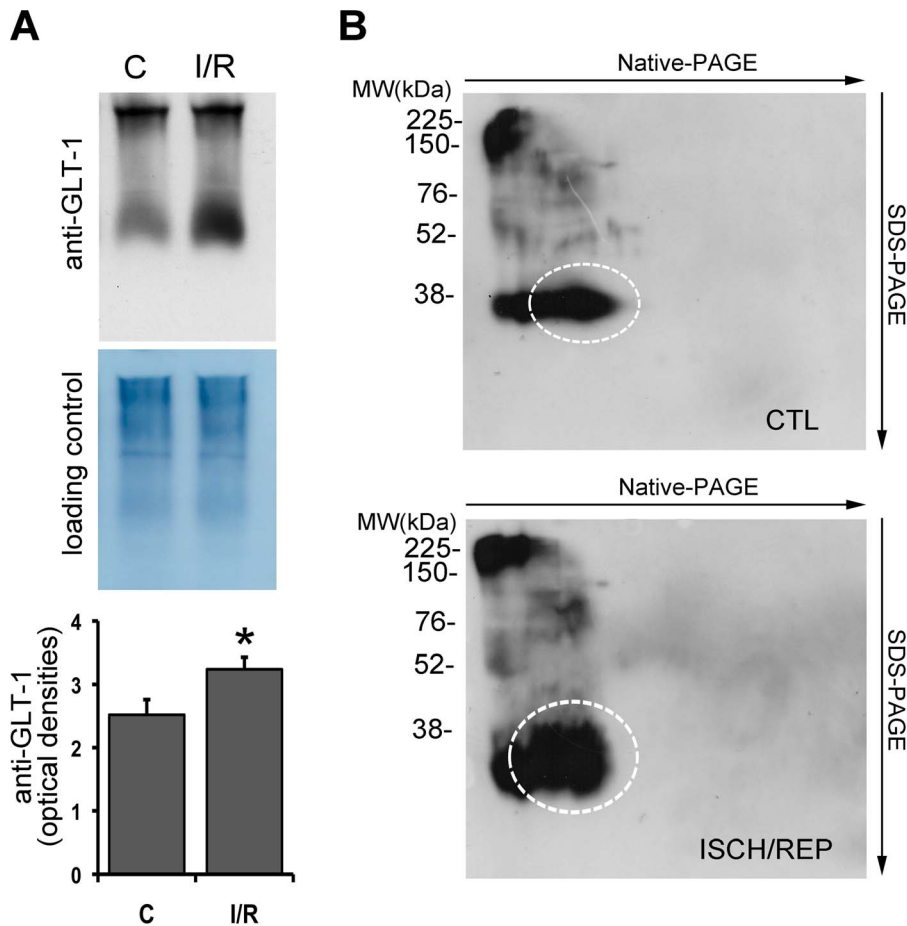 A
C I/R
anti-GLT-1
loading control
anti-GLT-1
(optical densities)
4
3
2
1
0
*
C I/R
B
Native-PAGE
MW(kDa)
225-
150-
76-
52-
38-
SDS-PAGE
CTL
Native-PAGE
MW(kDa)
225-
150-
76-
52-
38-
SDS-PAGE
ISCH/REP